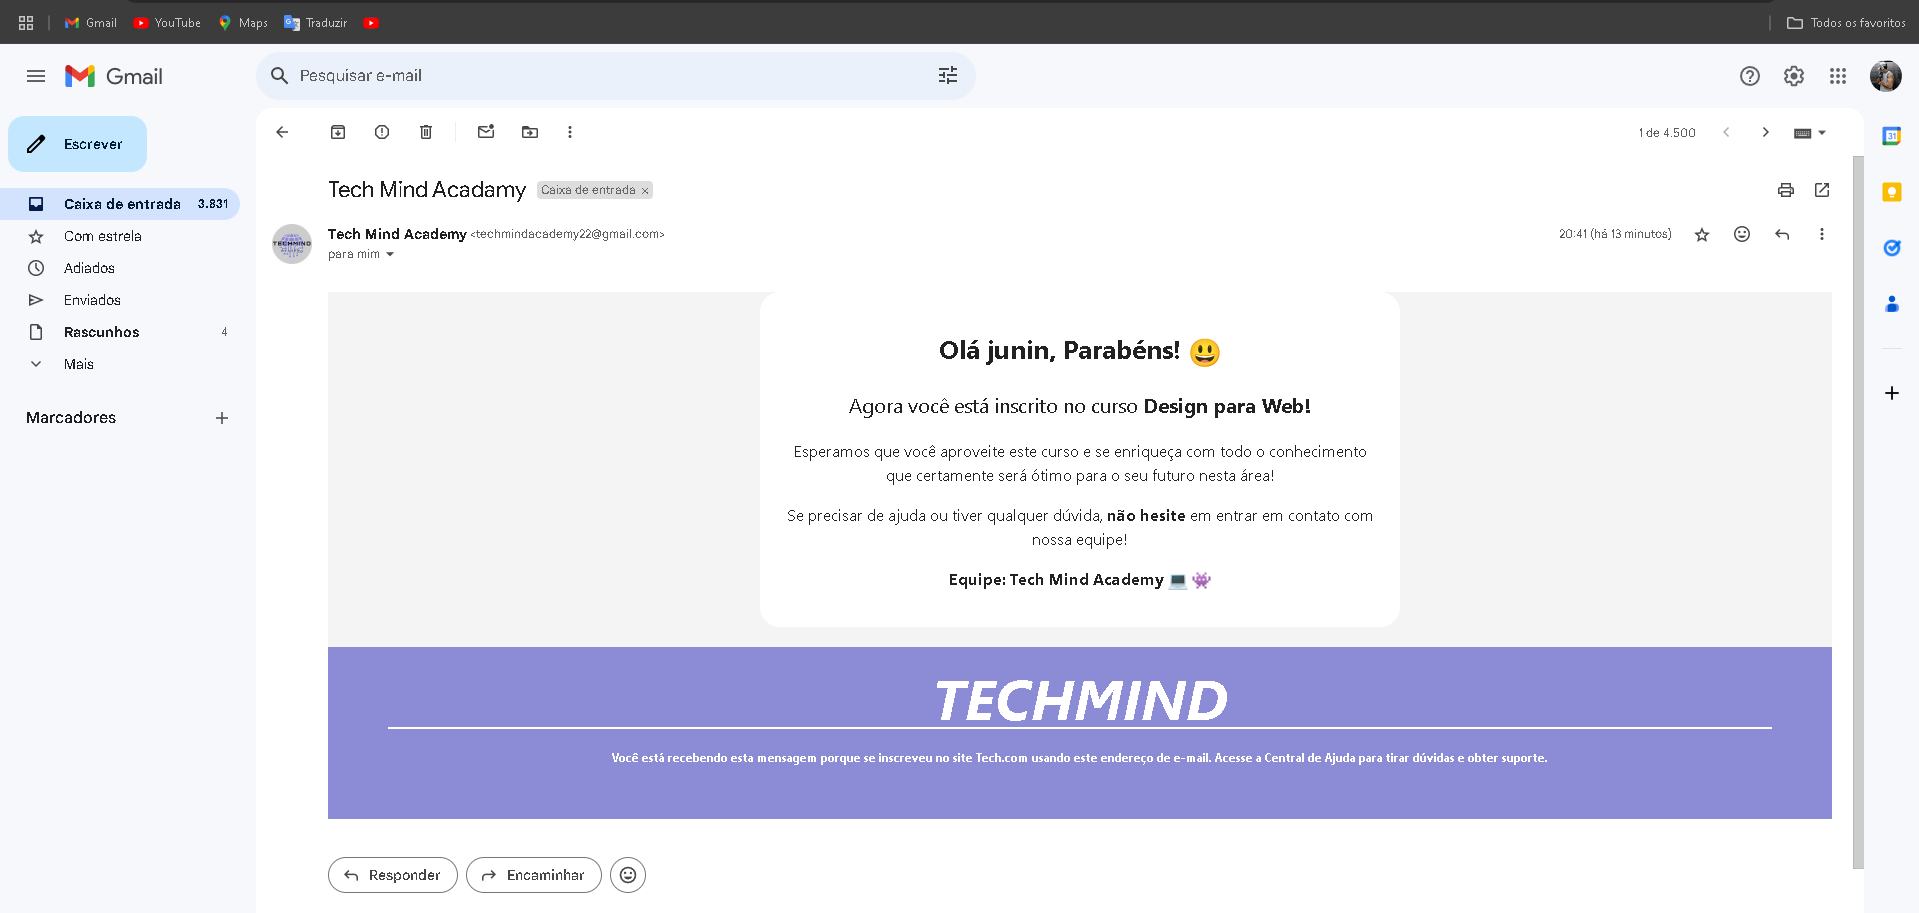 Gmail
YouTube
Maps
Traduzir
Todos os favoritos
Gmail
Pesquisar e-mail
Escrever
1 de 4.500
Caixa de entrada 3.831
Com estrela
Adiados
Enviados
Rascunhos 4
Mais
Marcadores
Tech Mind Acadamy Caixa de entrada ×
TECHMIND
Tech Mind Academy <techmindacademy22@gmail.com>
20:41 (há 13 minutos)
para mim
Olá junin, Parabéns! 😃
Agora você está inscrito no curso Design para Web!
Esperamos que você aproveite este curso e se enriqueça com todo o conhecimento
que certamente será ótimo para o seu futuro nesta área!
Se precisar de ajuda ou tiver qualquer dúvida, não hesite em entrar em contato com
nossa equipe!
Equipe: Tech Mind Academy 💻 👾
TECHMIND
Você está recebendo esta mensagem porque se inscreveu no site Tech.com usando este endereço de e-mail. Acesse a Central de Ajuda para tirar dúvidas e obter suporte.
Responder
Encaminhar
31